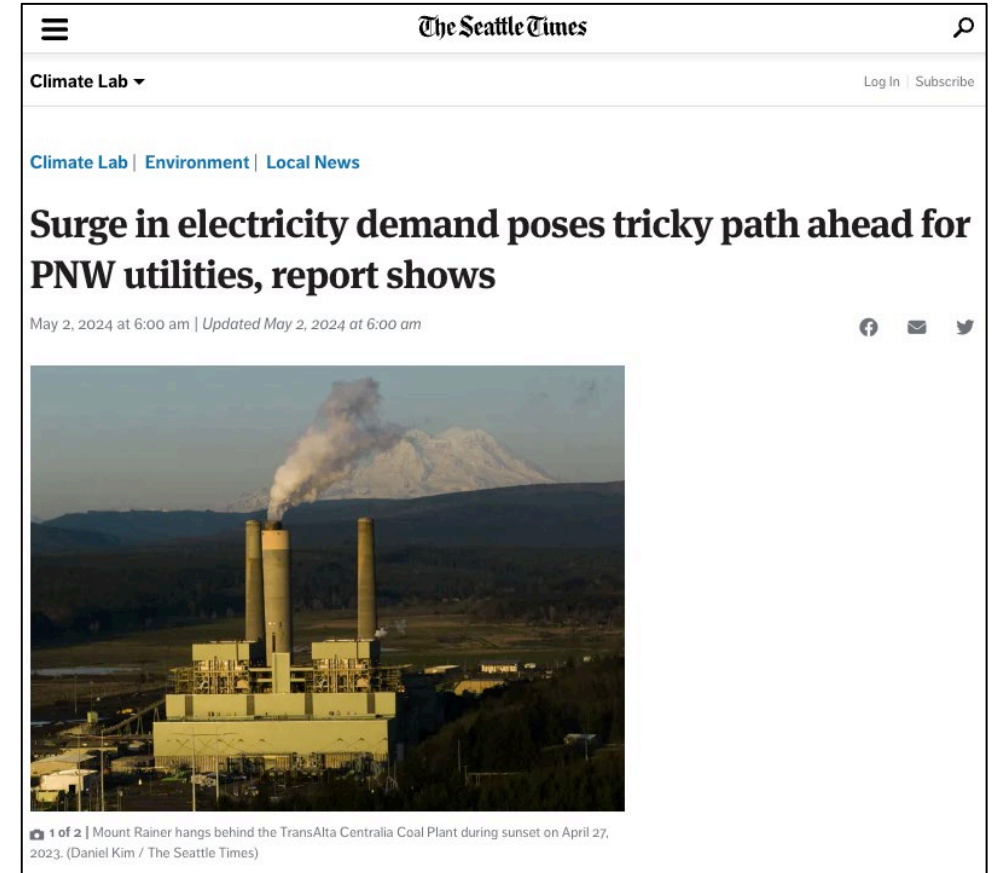 The Seattle Times
Climate Lab
Log In | Subscribe
Climate Lab | Environment | Local News
Surge in electricity demand poses tricky path ahead for
PNW utilities, report shows
May 2, 2024 at 6:00 am | Updated May 2, 2024 at 6:00 am
1 of 2 | Mount Rainer hangs behind the TransAlta Centralia Coal Plant during sunset on April 27,
2023. (Daniel Kim / The Seattle Times)